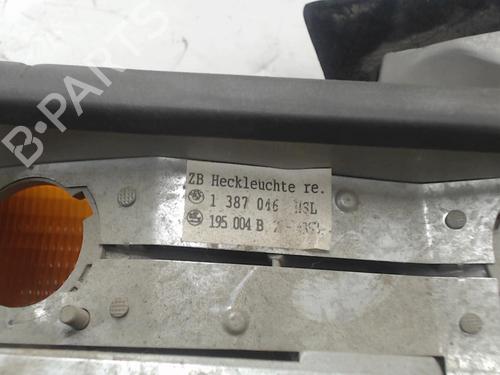 B-PARTS
ZB Heckleuchte re.
1 387 046 HSL
195 004 B